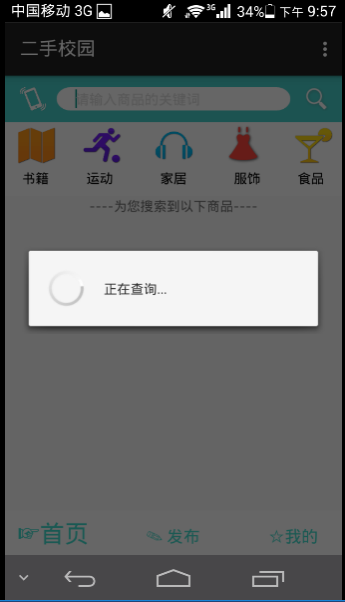 中国移动 3G 3G 34% 下午 9:57
二手校园
请输入商品的关键词
书籍 运动 家居 服饰 食品
----为您搜索到以下商品----
正在查询...
☞首页 ✎ 发布 ☆我的